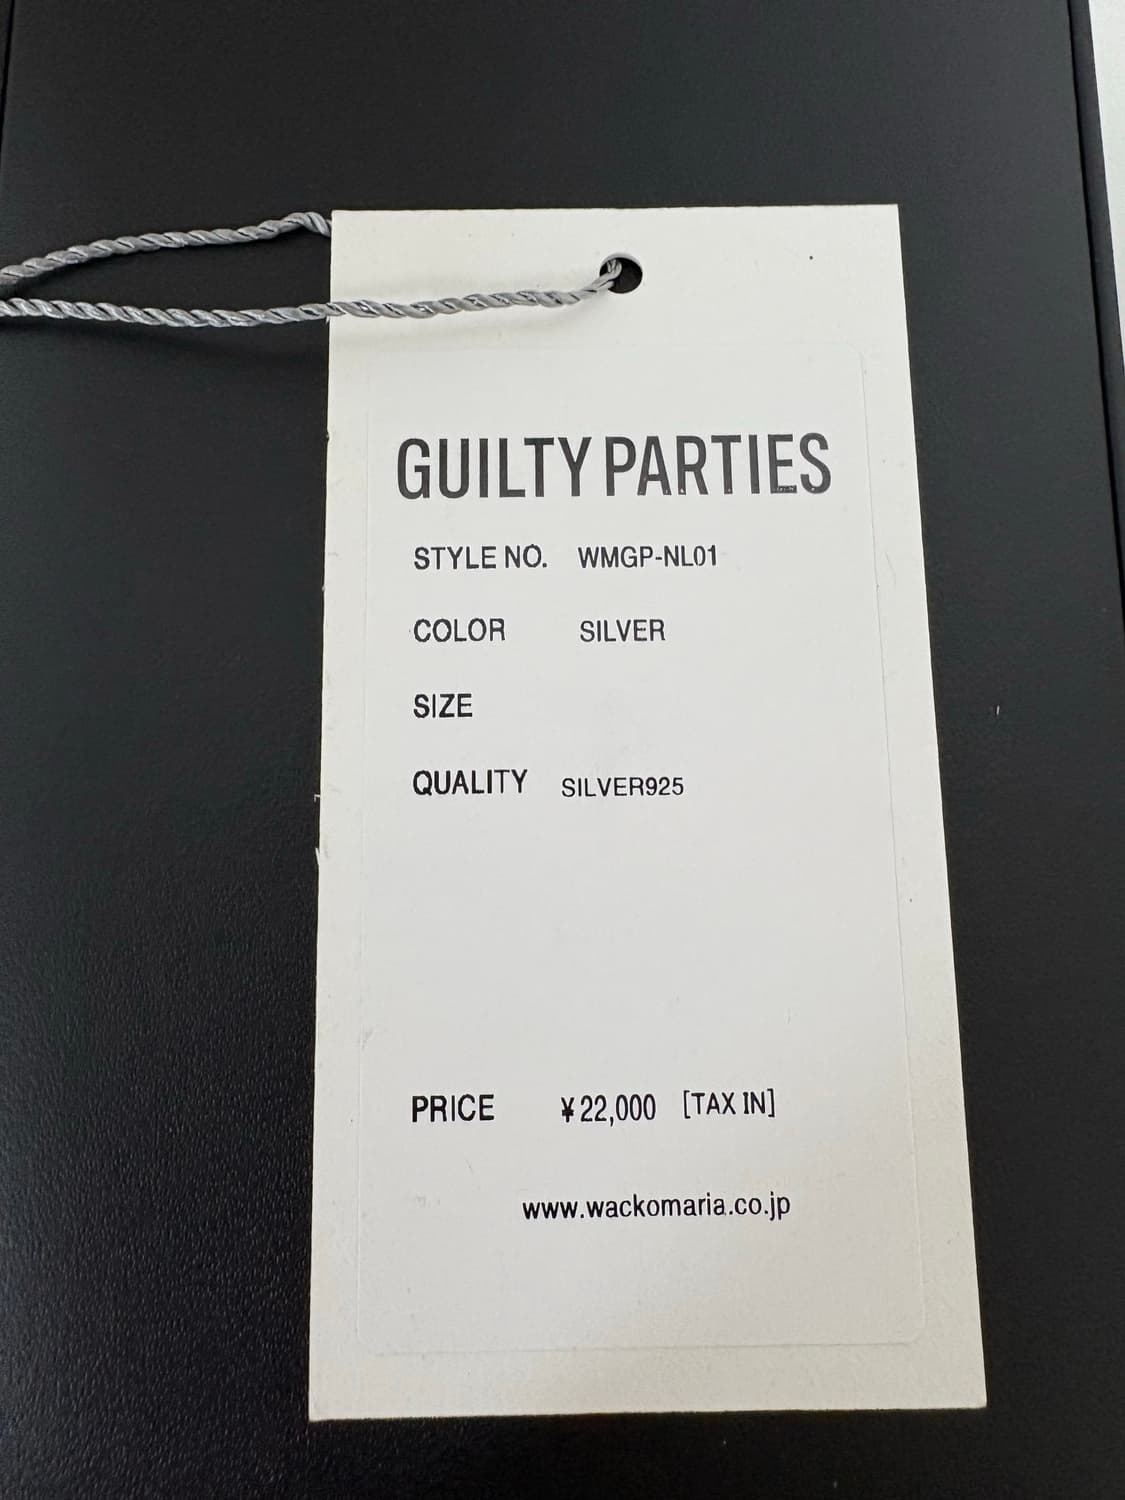 GUILTY PARTIES
STYLE NO. WMGP-NL01
COLOR SILVER
SIZE
QUALITY SILVER925
PRICE ¥22,000 [TAX IN]
www.wackomaria.co.jp